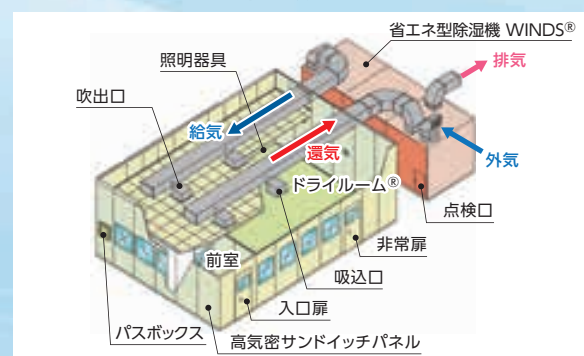 省エネ型除湿機 WINDS®
照明器具
排気
吹出口
給気
還気
外気
ドライルーム®
点検口
非常扉
前室
吸込口
入口扉
パスボックス
高気密サンドイッチパネル